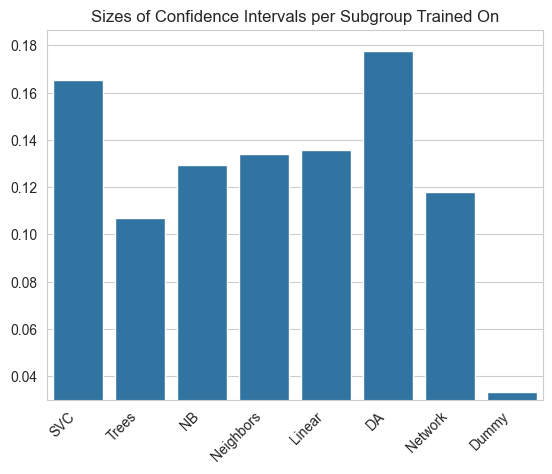 Sizes of Confidence Intervals per Subgroup Trained On
0.18
0.16
0.14
0.12
0.10
0.08
0.06
0.04
SVC
Trees
NB
Neighbors
Linear
DA
Network
Dummy